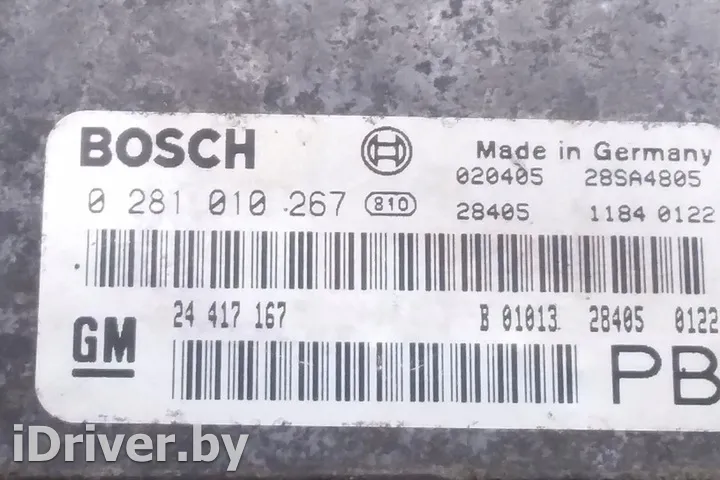 BOSCH
Made in Germany
020405 28SA4805
0 281 010 267 810 28405 1184 0122
24 417 167 B 01013 28405 0122
GM PB
iDriver.by